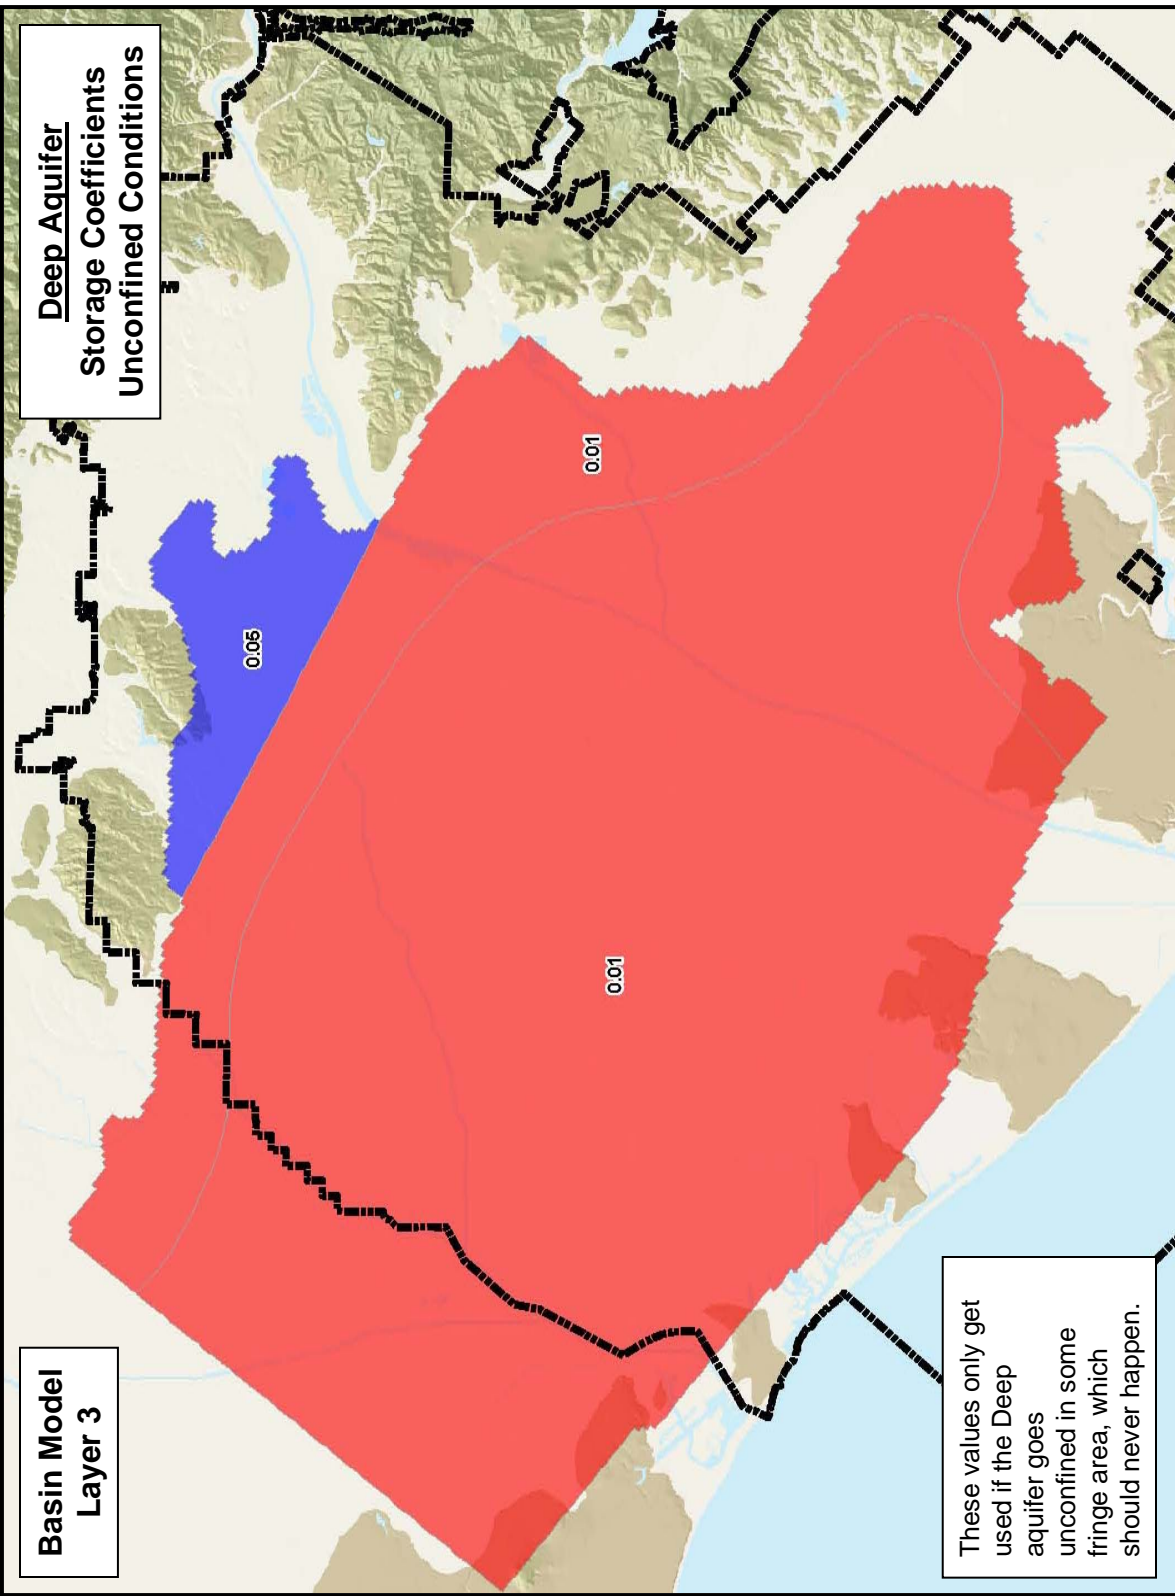 Basin Model
Layer 3
Deep Aquifer
Storage Coefficients
Unconfined Conditions
0.05
0.01
0.01
These values only get
used if the Deep
aquifer goes
unconfined in some
fringe area, which
should never happen.